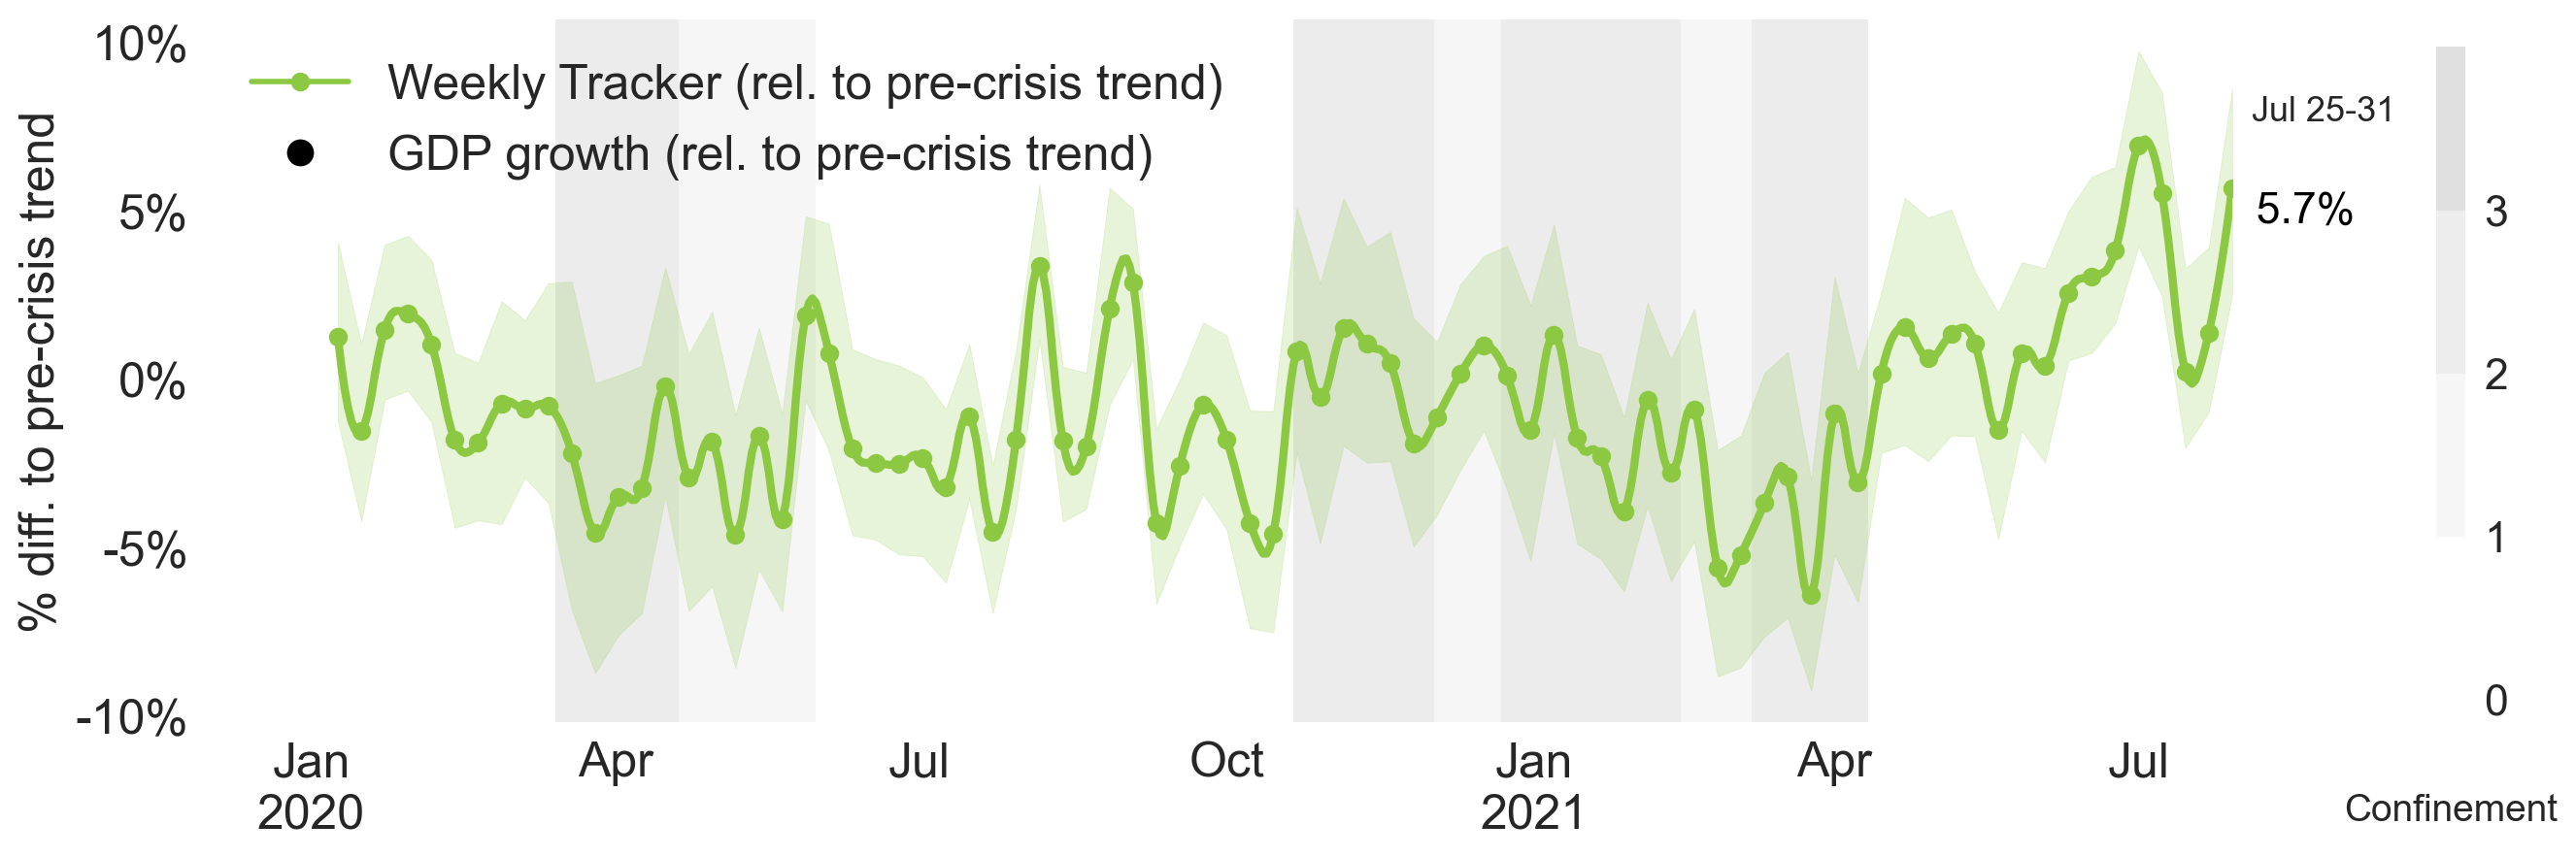 % diff. to pre-crisis trend
10%
5%
0%
-5%
-10%
Weekly Tracker (rel. to pre-crisis trend)
GDP growth (rel. to pre-crisis trend)
Jul 25-31
5.7%
3
2
1
0
Jan Apr Jul Oct Jan Apr Jul
2020 2021
Confinement